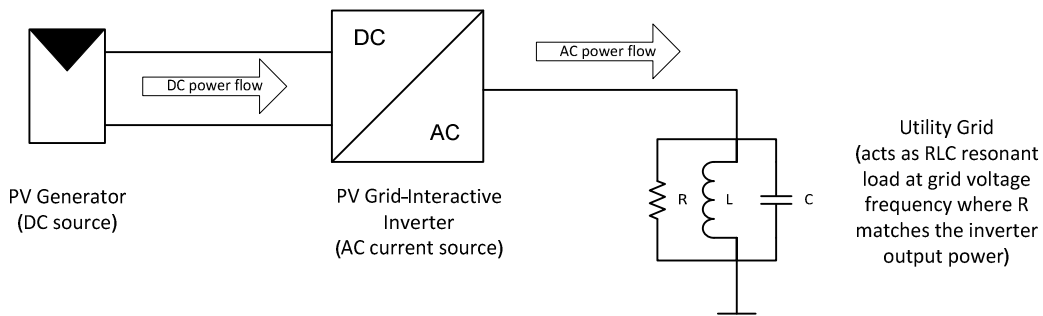 DC
AC
DC power flow
AC power flow
PV Generator
(DC source)
PV Grid-Interactive
Inverter
(AC current source)
R
L
C
Utility Grid
(acts as RLC resonant
load at grid voltage
frequency where R
matches the inverter
output power)